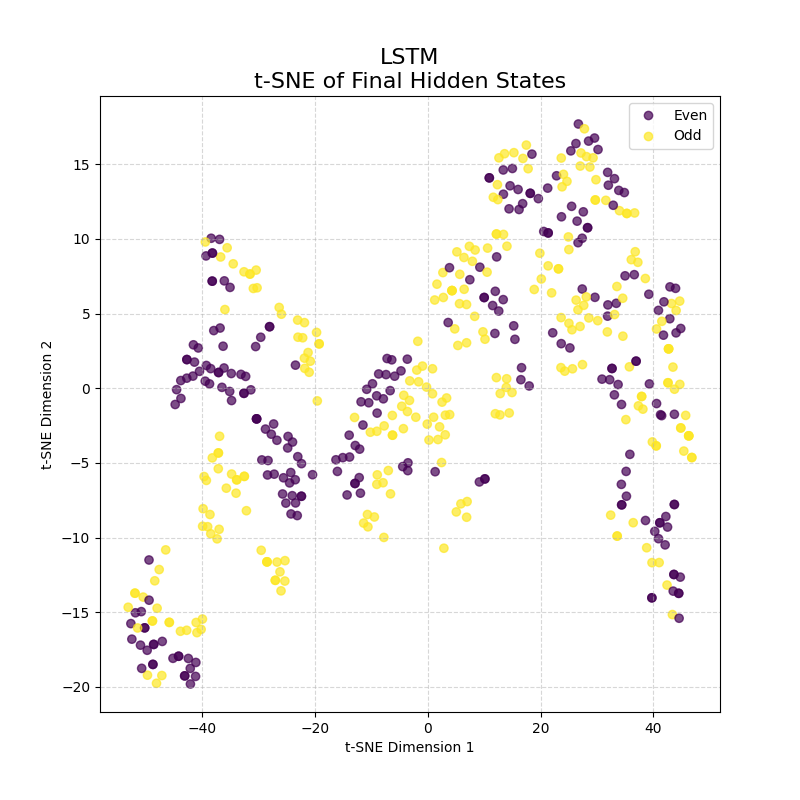 LSTM
t-SNE of Final Hidden States
Even
Odd
15
10
5
0
−5
−10
−15
−20
t-SNE Dimension 2
−40
−20
0
20
40
t-SNE Dimension 1